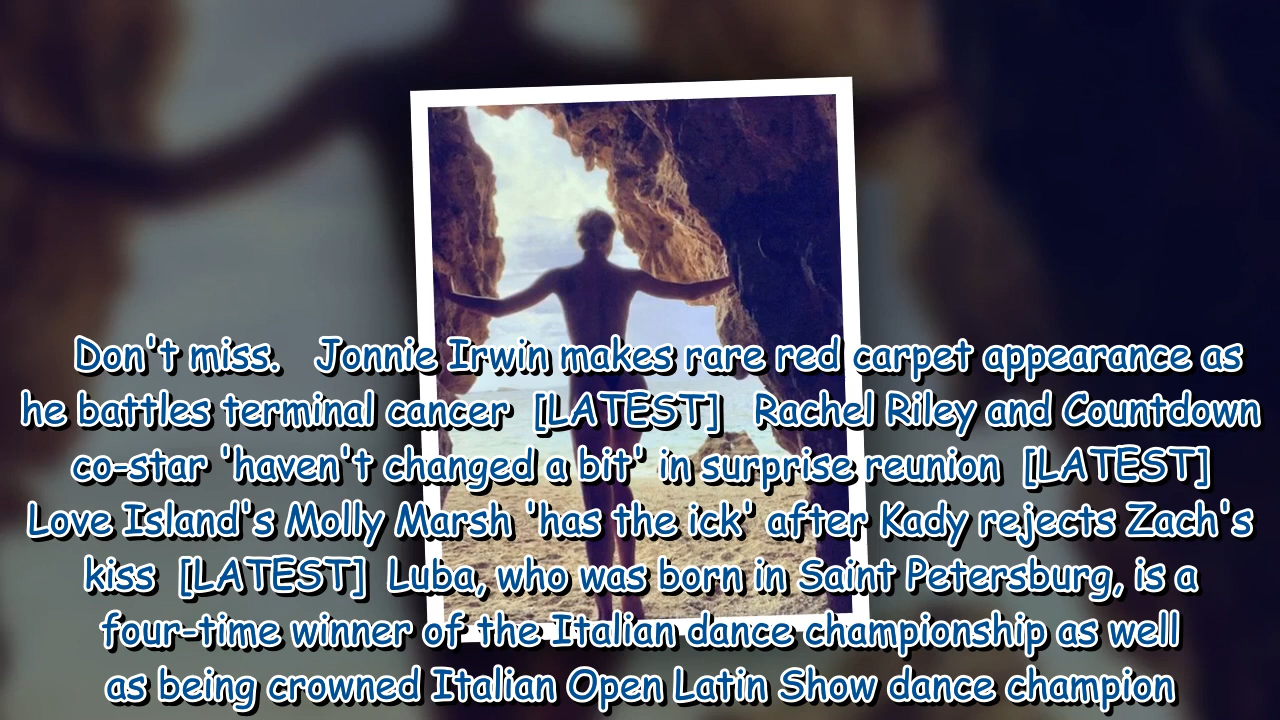 Don't miss. Jonnie Irwin makes rare red carpet appearance as
he battles terminal cancer [LATEST] Rachel Riley and Countdown
co-star 'haven't changed a bit' in surprise reunion [LATEST]
Love Island's Molly Marsh 'has the ick' after Kady rejects Zach's
kiss [LATEST] Luba, who was born in Saint Petersburg, is a
four-time winner of the Italian dance championship as well
as being crowned Italian Open Latin Show dance champion